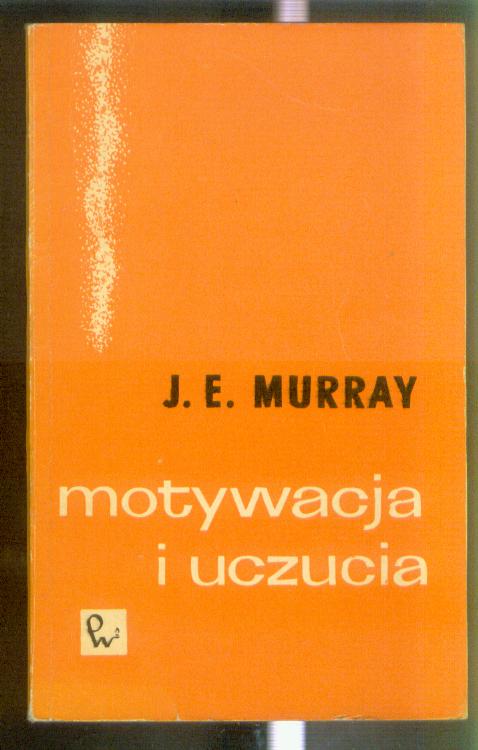 J. E. MURRAY
motywacja
i uczucia